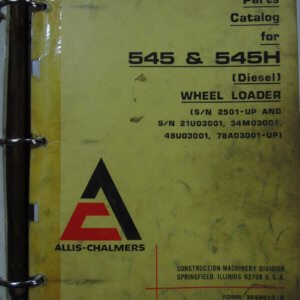 Parts
Catalog
for
545 & 545H
(Diesel)
WHEEL LOADER
(S/N 2501-UP AND
S/N 21U03001, 34M03001,
48U03001, 78A03001-UP)
ALLIS-CHALMERS
CONSTRUCTION MACHINERY DIVISION
SPRINGFIELD, ILLINOIS 62708 U.S.A.
FORM